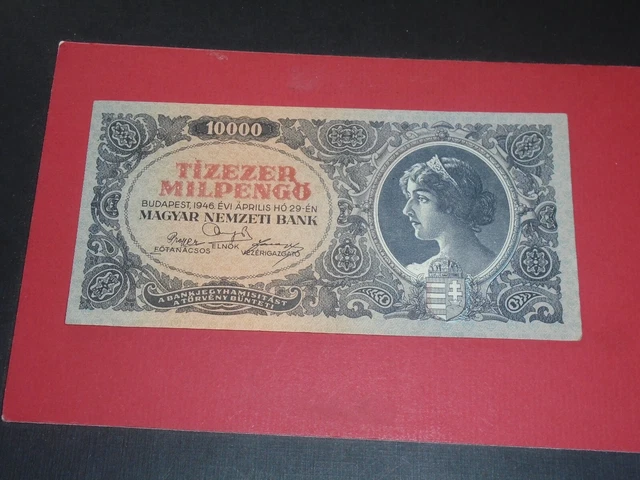 10000
TÍZEZER
MILPENGŐ
BUDAPEST, 1946. ÉVI ÁPRILIS HÓ 29-ÉN
MAGYAR NEMZETI BANK
ELNÖK
FŐTANÁCSOS VEZÉRIGAZGATÓ
A BANKJEGYHAMISÍTÁST
A TÖRVÉNY BÜNTETI